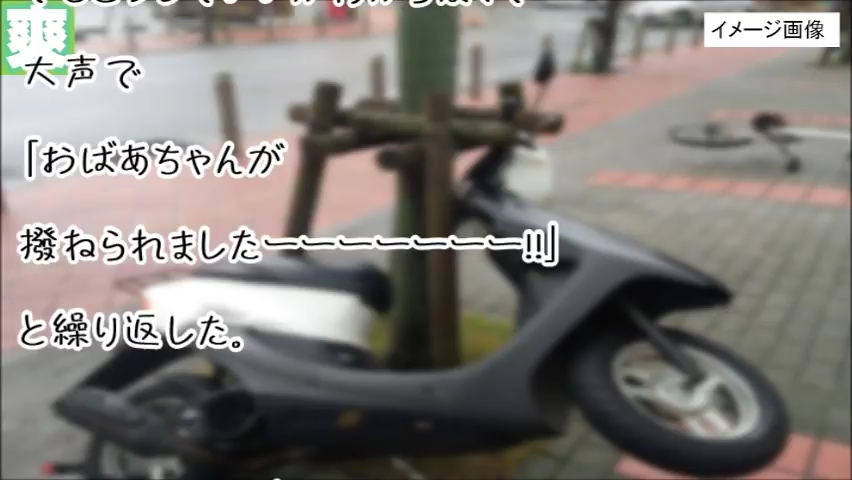 爽
イメージ画像
大声で
「おばあちゃんが
撥ねられましたーーーーーーー!!」
と繰り返した。